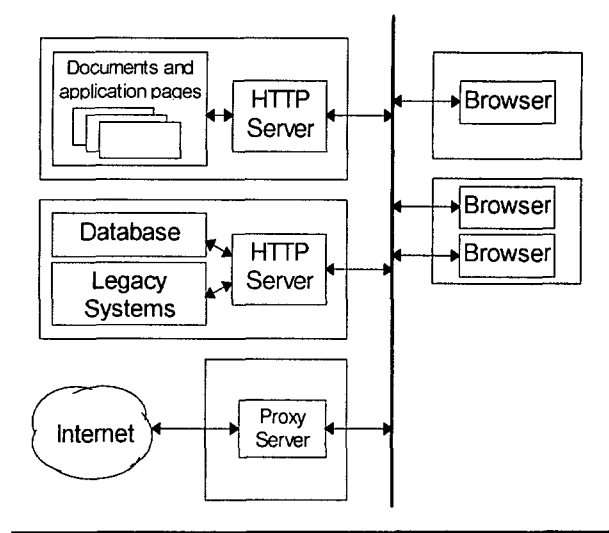 Documents and
application pages
HTTP
Server
Browser
Database
Legacy
Systems
HTTP
Server
Browser
Browser
Internet
Proxy
Server